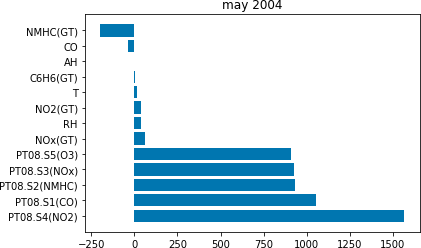 may 2004
NMHC(GT)
CO
AH
C6H6(GT)
T
NO2(GT)
RH
NOx(GT)
PT08.S5(O3)
PT08.S3(NOx)
PT08.S2(NMHC)
PT08.S1(CO)
PT08.S4(NO2)
−250 0 250 500 750 1000 1250 1500